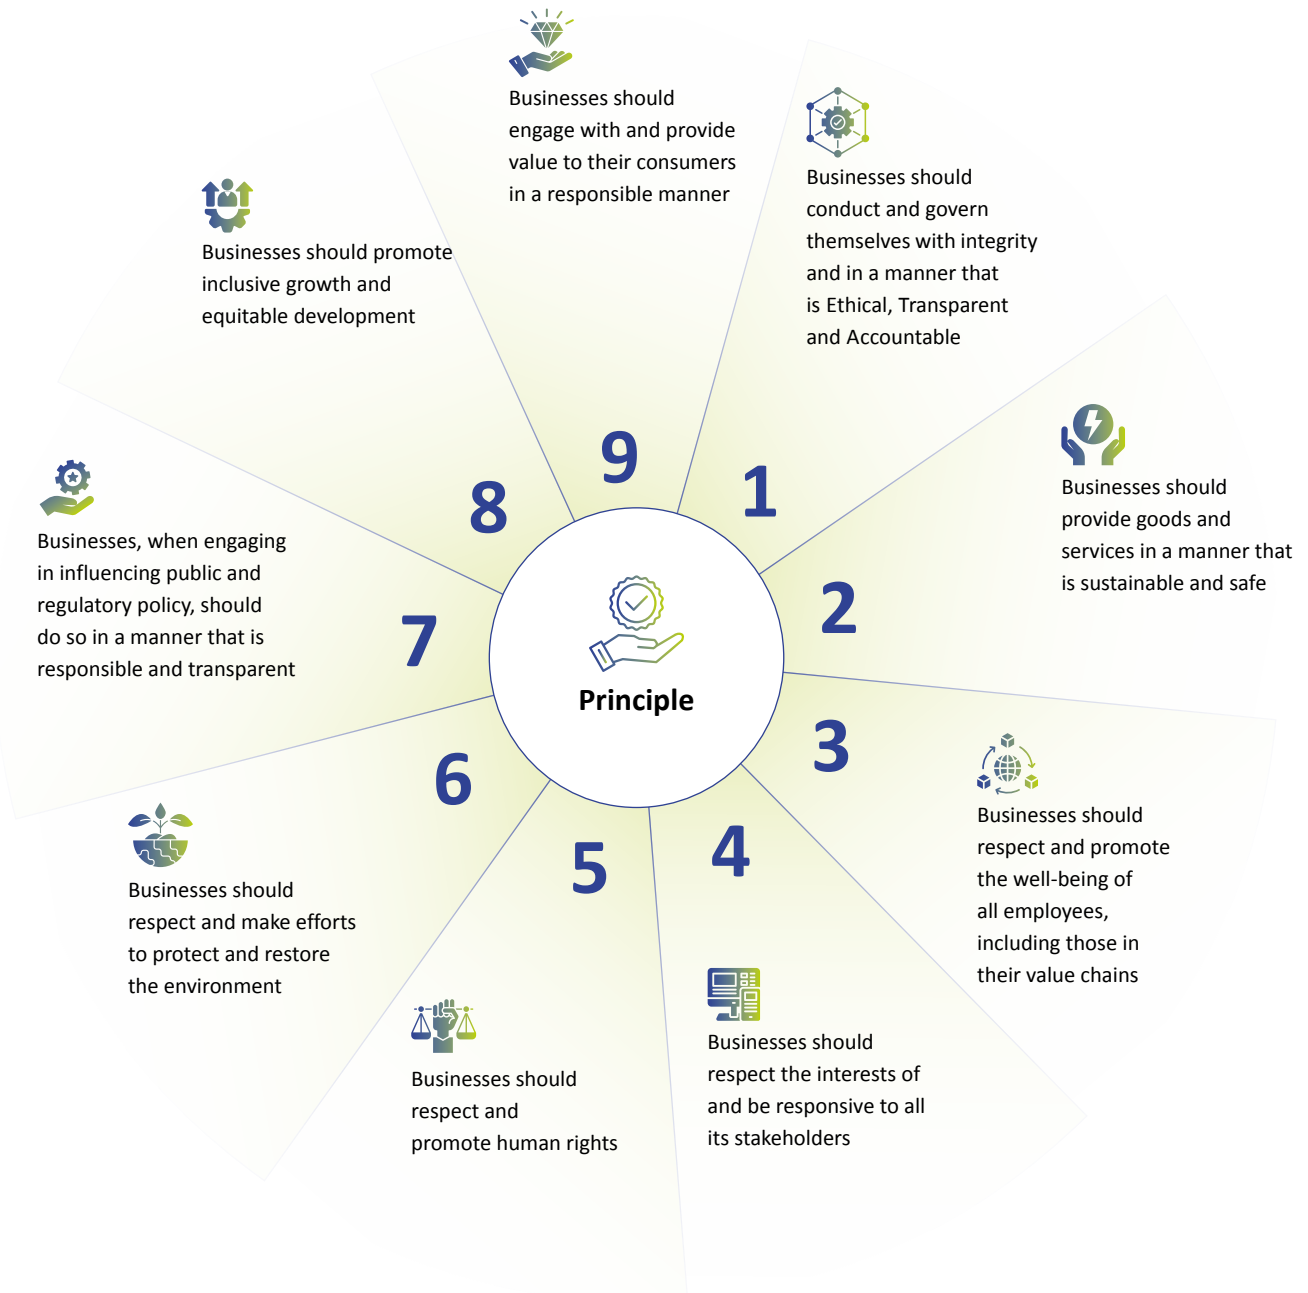 Principle
1
Businesses should
conduct and govern
themselves with integrity
and in a manner that
is Ethical, Transparent
and Accountable
2
Businesses should
provide goods and
services in a manner that
is sustainable and safe
3
Businesses should
respect and promote
the well-being of
all employees,
including those in
their value chains
4
Businesses should
respect the interests of
and be responsive to all
its stakeholders
5
Businesses should
respect and
promote human rights
6
Businesses should
respect and make efforts
to protect and restore
the environment
7
Businesses, when engaging
in influencing public and
regulatory policy, should
do so in a manner that is
responsible and transparent
8
Businesses should promote
inclusive growth and
equitable development
9
Businesses should
engage with and provide
value to their consumers
in a responsible manner